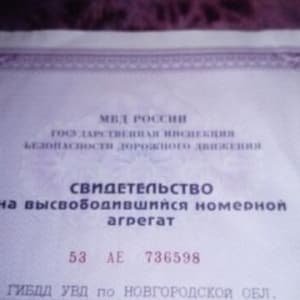 МВД РОССИИ
ГОСУДАРСТВЕННАЯ ИНСПЕКЦИЯ
БЕЗОПАСНОСТИ ДОРОЖНОГО ДВИЖЕНИЯ
СВИДЕТЕЛЬСТВО
на высвободившийся номерной
агрегат
53 АЕ 736598
ГИБДД УВД по НОВГОРОДСКОЙ ОБЛ.